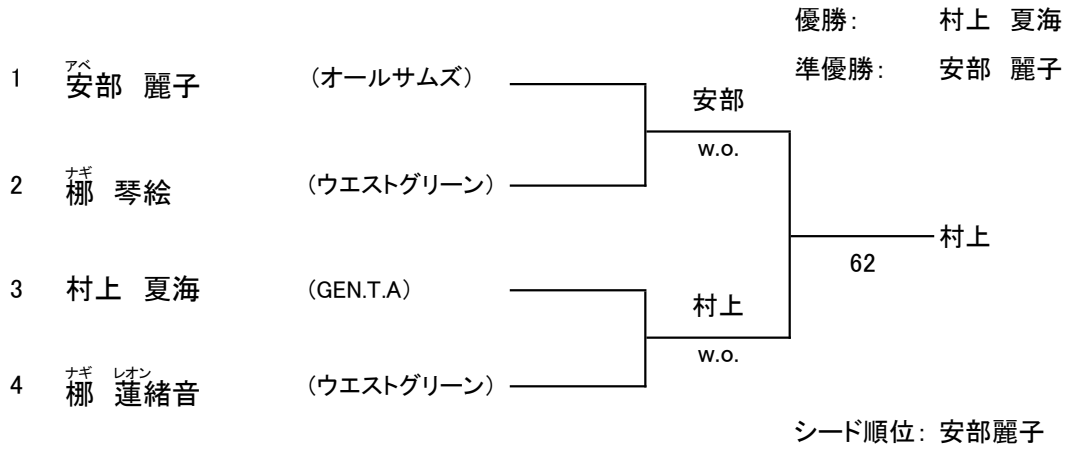 優勝: 村上 夏海
準優勝: 安部 麗子
アベ
1 安部 麗子 (オールサムズ)
安部
w.o.
ナギ
2 梛 琴絵 (ウエストグリーン)
村上
62
3 村上 夏海 (GEN.T.A)
村上
w.o.
ナギ レオン
4 梛 蓮緒音 (ウエストグリーン)
シード順位: 安部麗子